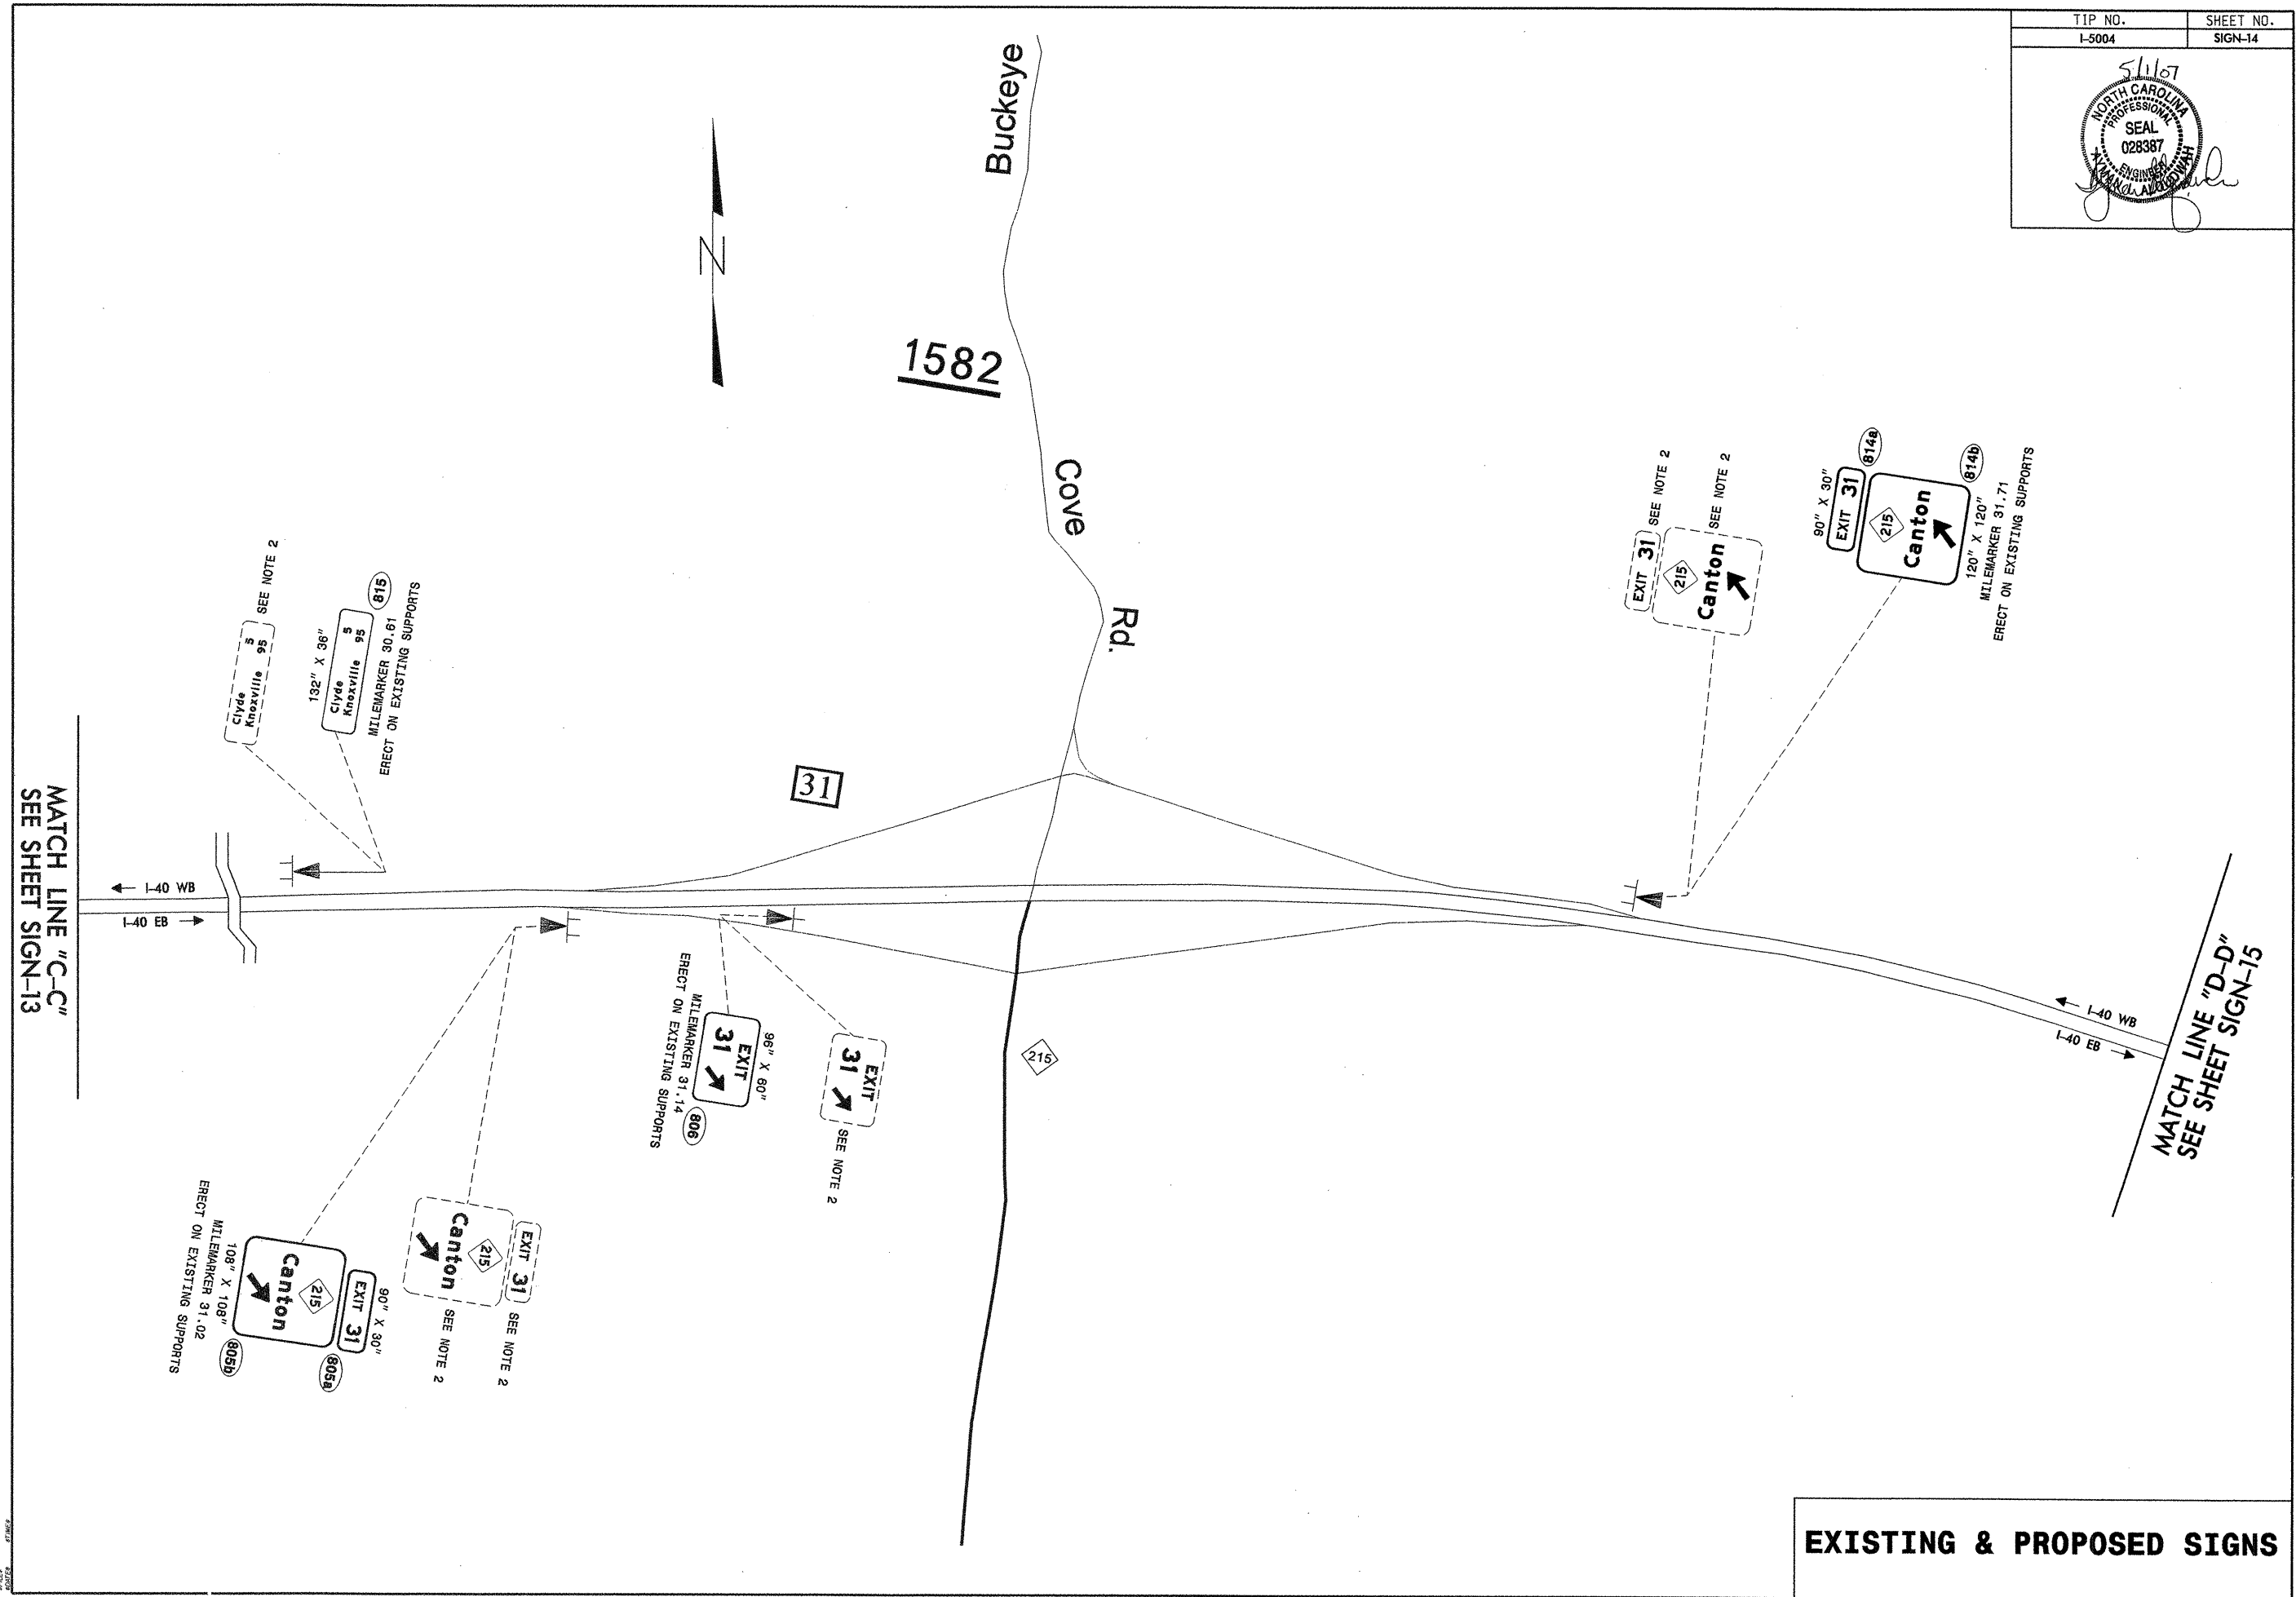 TIP NO. SHEET NO.
I-5004 SIGN-14
5/1/07
NORTH CAROLINA
PROFESSIONAL
SEAL
028387
ENGINEER
Buckeye
Cove
Rd.
1582
N
SEE NOTE 2
Clyde 5
Knoxville 95
132" X 36"
Clyde 5
Knoxville 95
815
MILEMARKER 30.61
ERECT ON EXISTING SUPPORTS
31
SEE NOTE 2
EXIT 31
SEE NOTE 2
215
Canton
90" X 30"
EXIT 31
814a
215
Canton
814b
120" X 120"
MILEMARKER 31.71
ERECT ON EXISTING SUPPORTS
MATCH LINE "C-C"
SEE SHEET SIGN-13
I-40 WB
I-40 EB
I-40 WB
I-40 EB
MATCH LINE "D-D"
SEE SHEET SIGN-15
215
96" X 60"
EXIT
31
806
MILEMARKER 31.14
ERECT ON EXISTING SUPPORTS
EXIT
31
SEE NOTE 2
EXIT 31
SEE NOTE 2
215
Canton
SEE NOTE 2
90" X 30"
EXIT 31
805a
215
Canton
805b
108" X 108"
MILEMARKER 31.02
ERECT ON EXISTING SUPPORTS
EXISTING & PROPOSED SIGNS